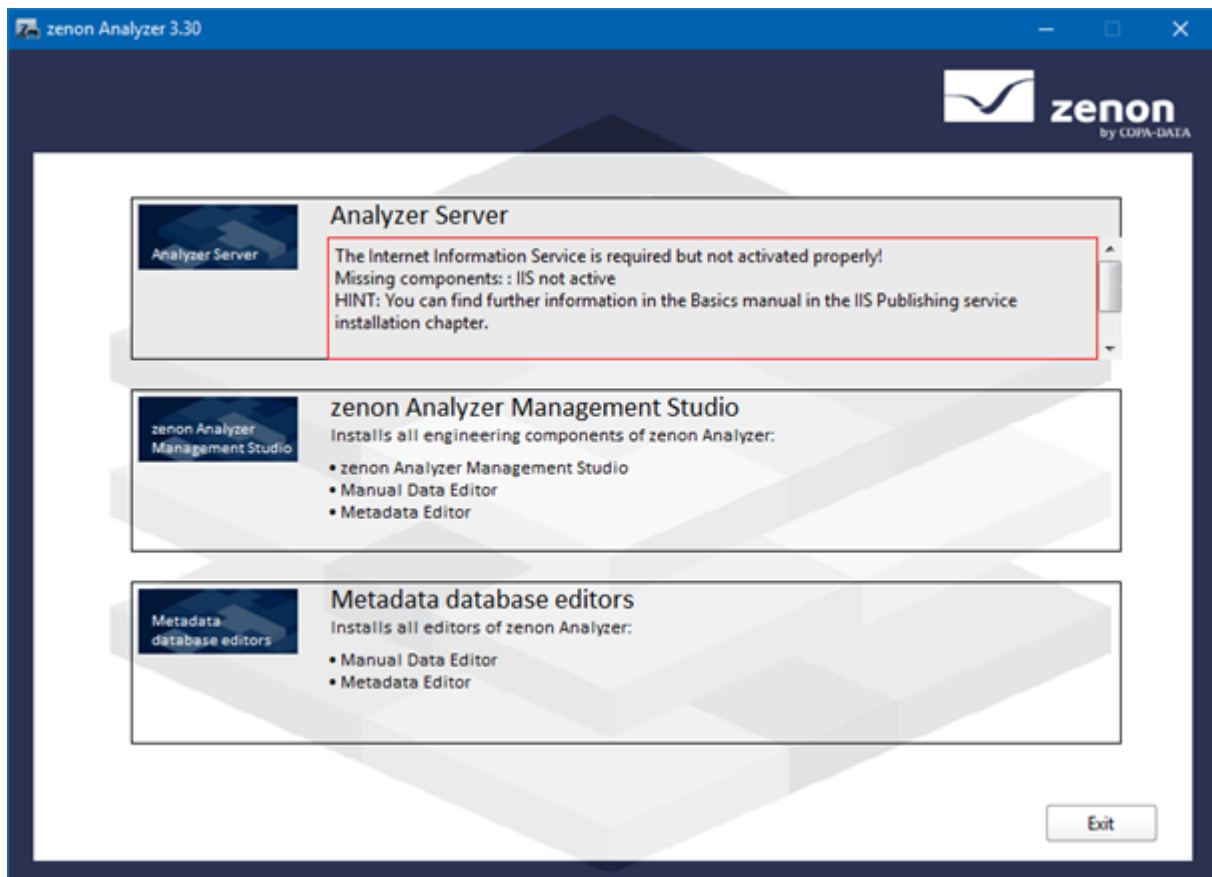 zenon Analyzer 3.30
zenon
by COPA-DATA
Analyzer Server
Analyzer Server
The Internet Information Service is required but not activated properly!
Missing components: : IIS not active
HINT: You can find further information in the Basics manual in the IIS Publishing service
installation chapter.
zenon Analyzer
Management Studio
zenon Analyzer Management Studio
Installs all engineering components of zenon Analyzer:
• zenon Analyzer Management Studio
• Manual Data Editor
• Metadata Editor
Metadata
database editors
Metadata database editors
Installs all editors of zenon Analyzer:
• Manual Data Editor
• Metadata Editor
Exit